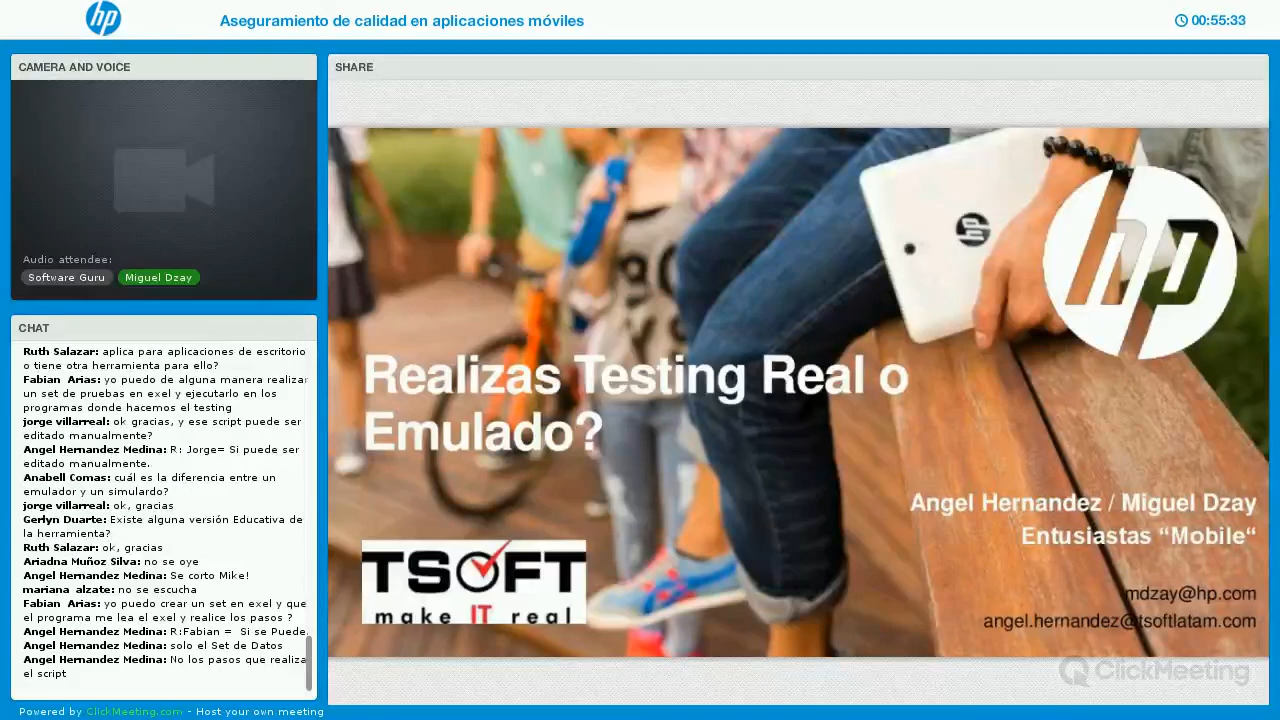 hp
Aseguramiento de calidad en aplicaciones móviles
00:55:33
CAMERA AND VOICE
Audio attendee:
Software Guru
Miguel Dzay
CHAT
Ruth Salazar: aplica para aplicaciones de escritorio
o tiene otra herramienta para ello?
Fabian Arias: yo puedo de alguna manera realizar
un set de pruebas en exel y ejecutarlo en los
programas donde hacemos el testing
jorge villarreal: ok gracias, y ese script puede ser
editado manualmente?
Angel Hernandez Medina: R: Jorge= Si puede ser
editado manualmente.
Anabell Comas: cuál es la diferencia entre un
emulador y un simulardo?
jorge villarreal: ok, gracias
Gerlyn Duarte: Existe alguna versión Educativa de
la herramienta?
Ruth Salazar: ok, gracias
Ariadna Muñoz Silva: no se oye
Angel Hernandez Medina: Se corto Mike!
mariana alzate: no se escucha
Fabian Arias: yo puedo crear un set en exel y que
el programa me lea el exel y realice los pasos ?
Angel Hernandez Medina: R:Fabian = Si se Puede.
Angel Hernandez Medina: solo el Set de Datos
Angel Hernandez Medina: No los pasos que realiza
el script
Powered by ClickMeeting.com - Host your own meeting
SHARE
hp
hp
Realizas Testing Real o
Emulado?
Angel Hernandez / Miguel Dzay
Entusiastas “Mobile“
TSOFT
make IT real
mdzay@hp.com
angel.hernandez@tsoftlatam.com
ClickMeeting